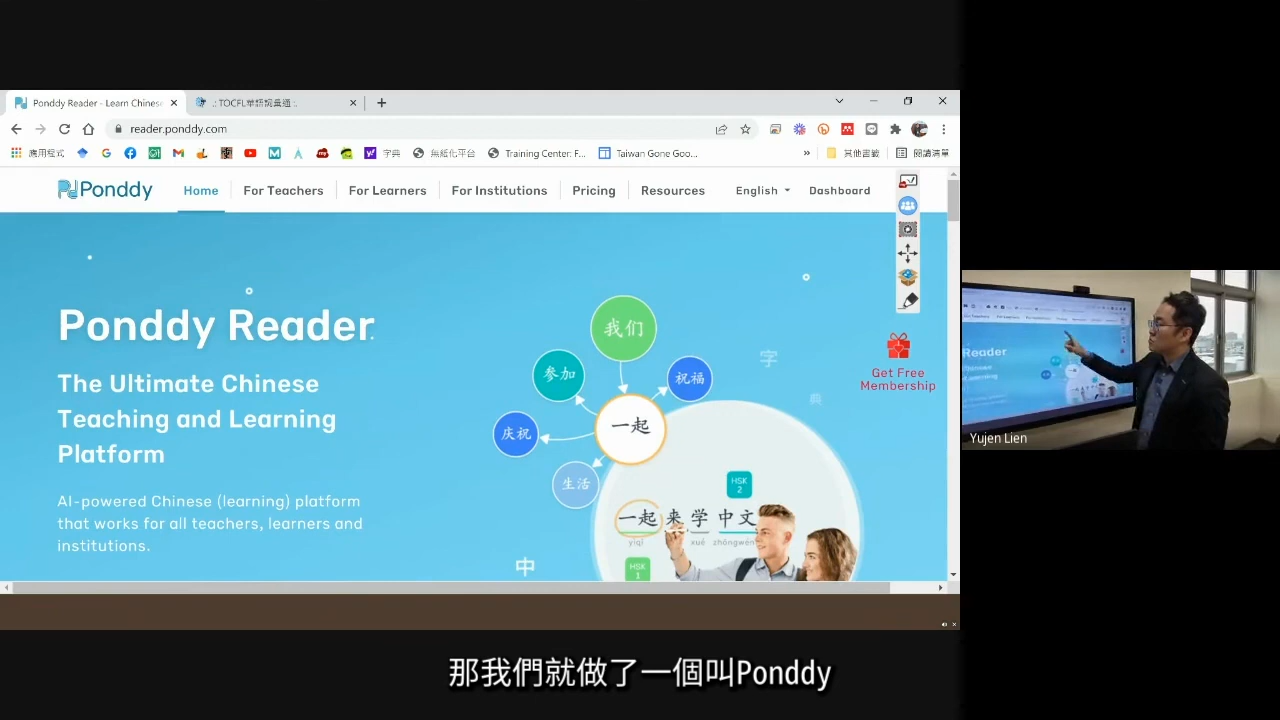 Ponddy Reader - Learn Chines
.: TOCFL華語詞彙通 :.
reader.ponddy.com
應用程式
字典
無紙化平台
Training Center: F...
Taiwan Gone Goo...
»
其他書籤
閱讀清單
Ponddy
Home
For Teachers
For Learners
For Institutions
Pricing
Resources
English
Dashboard
Ponddy Reader
The Ultimate Chinese
Teaching and Learning
Platform
AI-powered Chinese (learning) platform
that works for all teachers, learners and
institutions.
我们
参加
祝福
一起
庆祝
生活
字
典
中
HSK
2
一起 来 学 中文
yìqǐ xué zhōngwén
HSK
1
Get Free
Membership
Reader
Yujen Lien
那我們就做了一個叫Ponddy